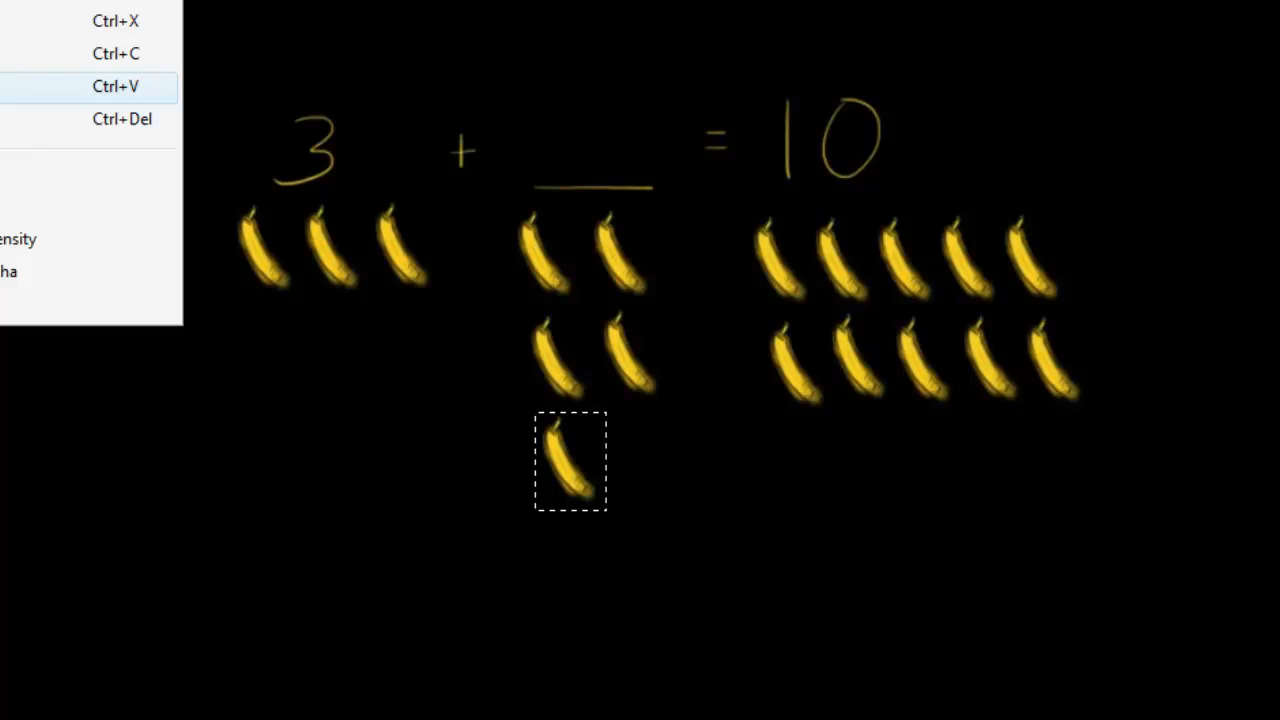 Ctrl+X
Ctrl+C
Ctrl+V
Ctrl+Del
ensity
ha
3 + ___ = 10